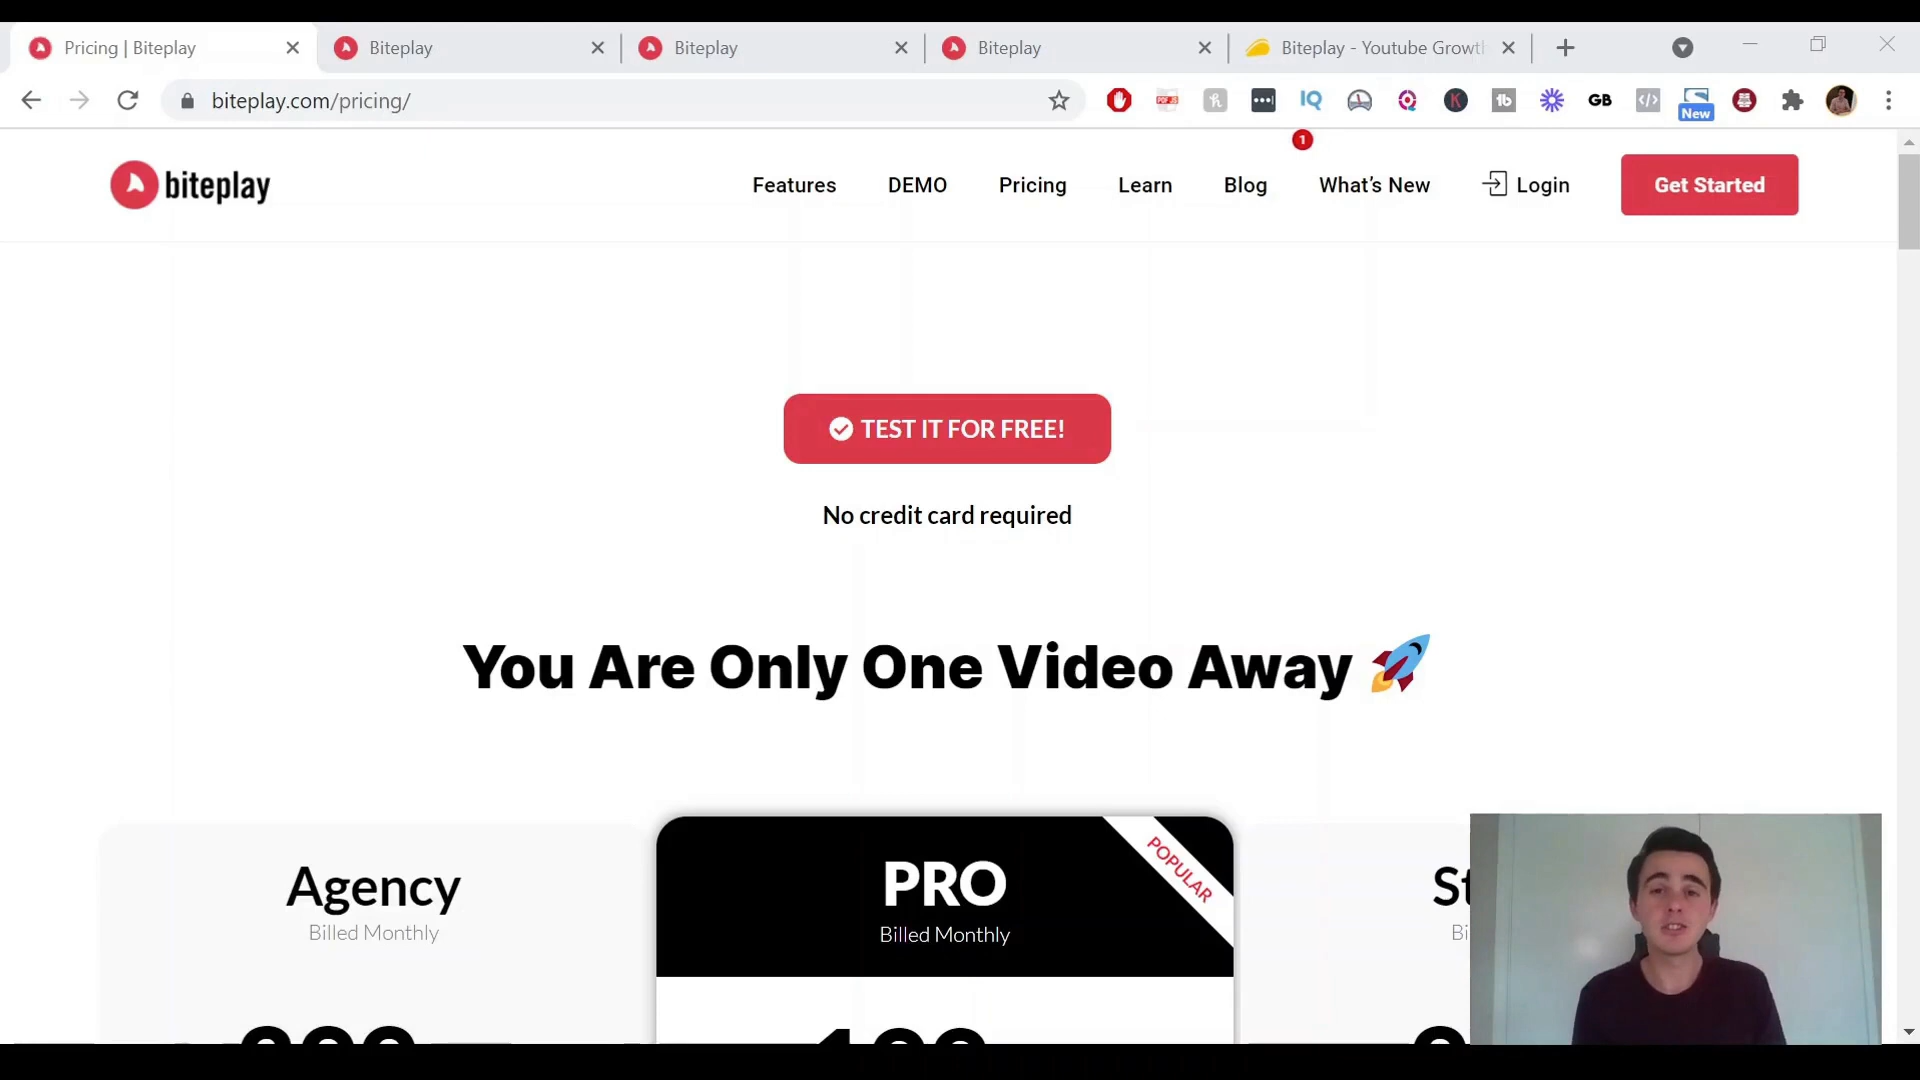 Pricing | Biteplay
Biteplay
Biteplay
Biteplay
Biteplay - Youtube Growt
biteplay.com/pricing/
IQ
GB
New
1
biteplay
Features
DEMO
Pricing
Learn
Blog
What's New
Login
Get Started
TEST IT FOR FREE!
No credit card required
You Are Only One Video Away
Agency
Billed Monthly
PRO
Billed Monthly
POPULAR
St
Bi